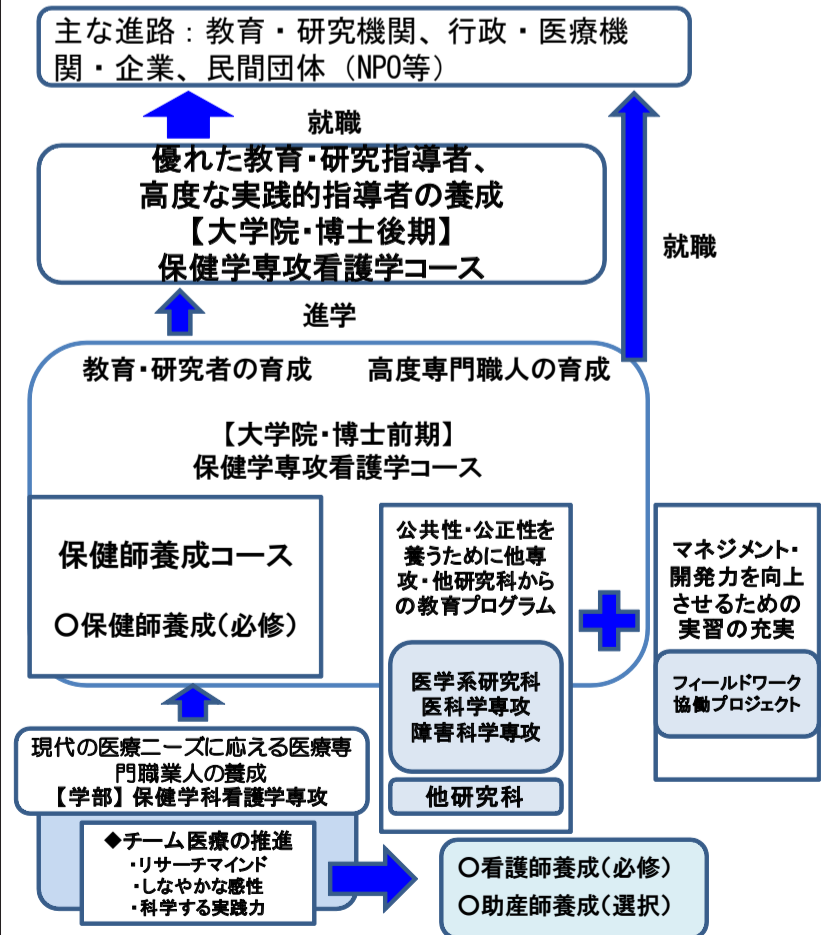 主な進路：教育・研究機関、行政・医療機
関・企業、民間団体（NPO等）
就職
優れた教育・研究指導者、
高度な実践的指導者の養成
【大学院・博士後期】
保健学専攻看護学コース
就職
進学
教育・研究者の育成　　高度専門職人の育成
【大学院・博士前期】
保健学専攻看護学コース
保健師養成コース
〇保健師養成（必修）
公共性・公正性を
養うために他専
攻・他研究科から
の教育プログラム
医学系研究科
医科学専攻
障害科学専攻
他研究科
マネジメント・
開発力を向上
させるための
実習の充実
フィールドワーク
協働プロジェクト
現代の医療ニーズに応える医療専
門職業人の養成
【学部】保健学科看護学専攻
◆チーム医療の推進
・リサーチマインド
・しなやかな感性
・科学する実践力
〇看護師養成（必修）
〇助産師養成（選択）